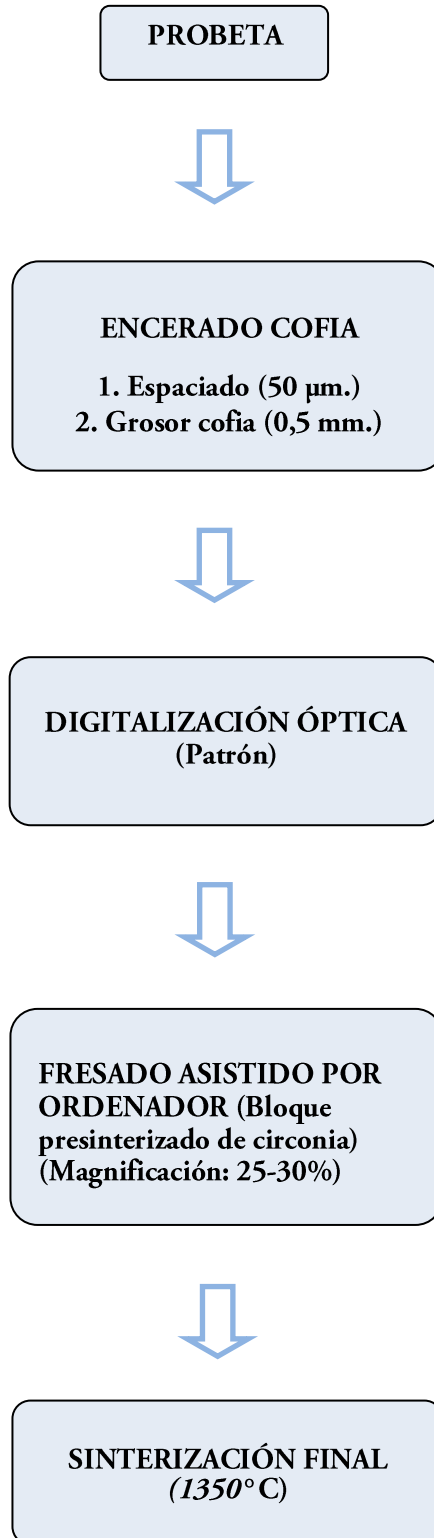 PROBETA
ENCERADO COFIA
1. Espaciado (50 µm.)
2. Grosor cofia (0,5 mm.)
DIGITALIZACIÓN ÓPTICA
(Patrón)
FRESADO ASISTIDO POR
ORDENADOR (Bloque
presinterizado de circonia)
(Magnificación: 25-30%)
SINTERIZACIÓN FINAL
(1350° C)